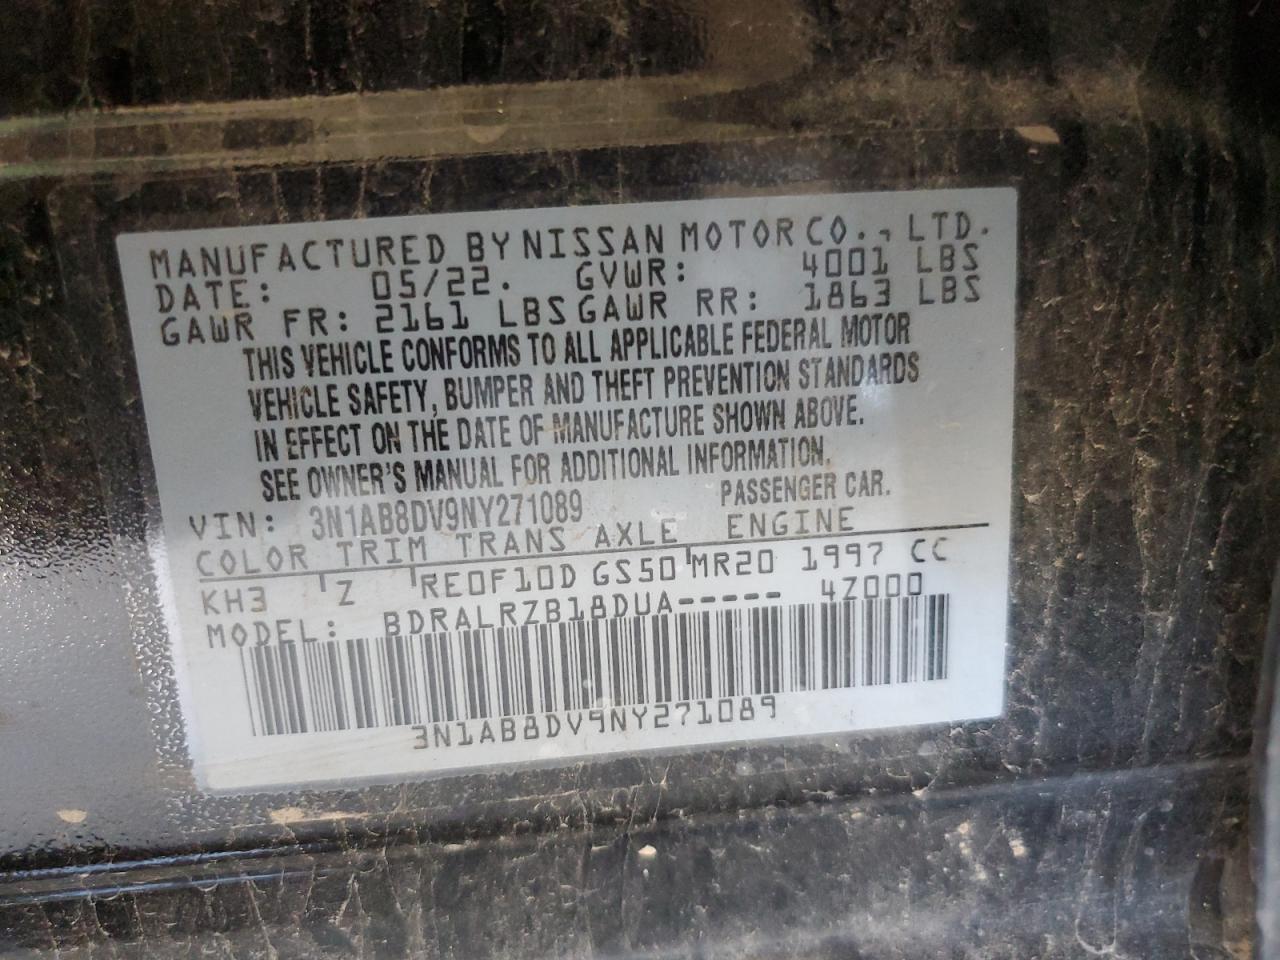 MANUFACTURED BY NISSAN MOTOR CO., LTD.
DATE: 05/22. GVWR: 4001 LBS
GAWR FR: 2161 LBS GAWR RR: 1863 LBS
THIS VEHICLE CONFORMS TO ALL APPLICABLE FEDERAL MOTOR
VEHICLE SAFETY, BUMPER AND THEFT PREVENTION STANDARDS
IN EFFECT ON THE DATE OF MANUFACTURE SHOWN ABOVE.
SEE OWNER'S MANUAL FOR ADDITIONAL INFORMATION.
VIN: 3N1AB8DV9NY271089 PASSENGER CAR.
COLOR TRIM TRANS AXLE ENGINE
KH3 Z RE0F10D GS50 MR20 1997 CC
MODEL: BDRALRZB18DUA----- 4Z000
3N1AB8DV9NY271089